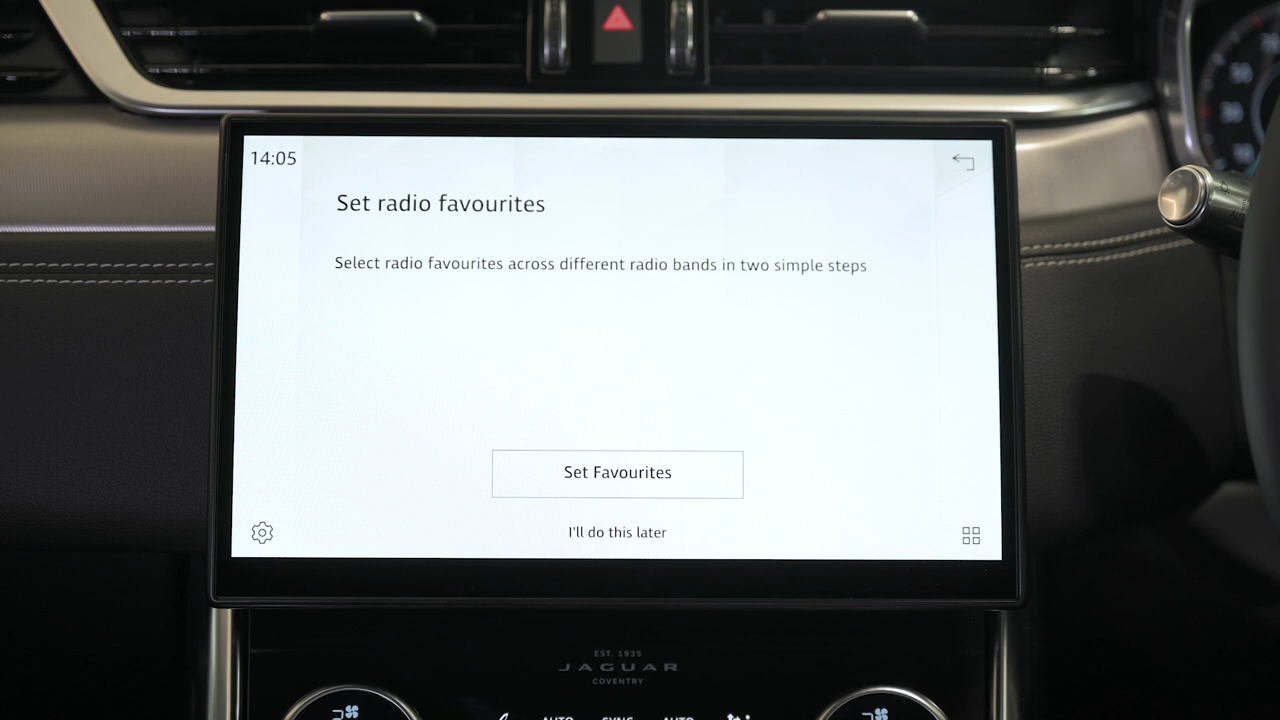 14:05
Set radio favourites
Select radio favourites across different radio bands in two simple steps
Set Favourites
I'll do this later
EST. 1935
JAGUAR
COVENTRY
AUTO SYNC AUTO